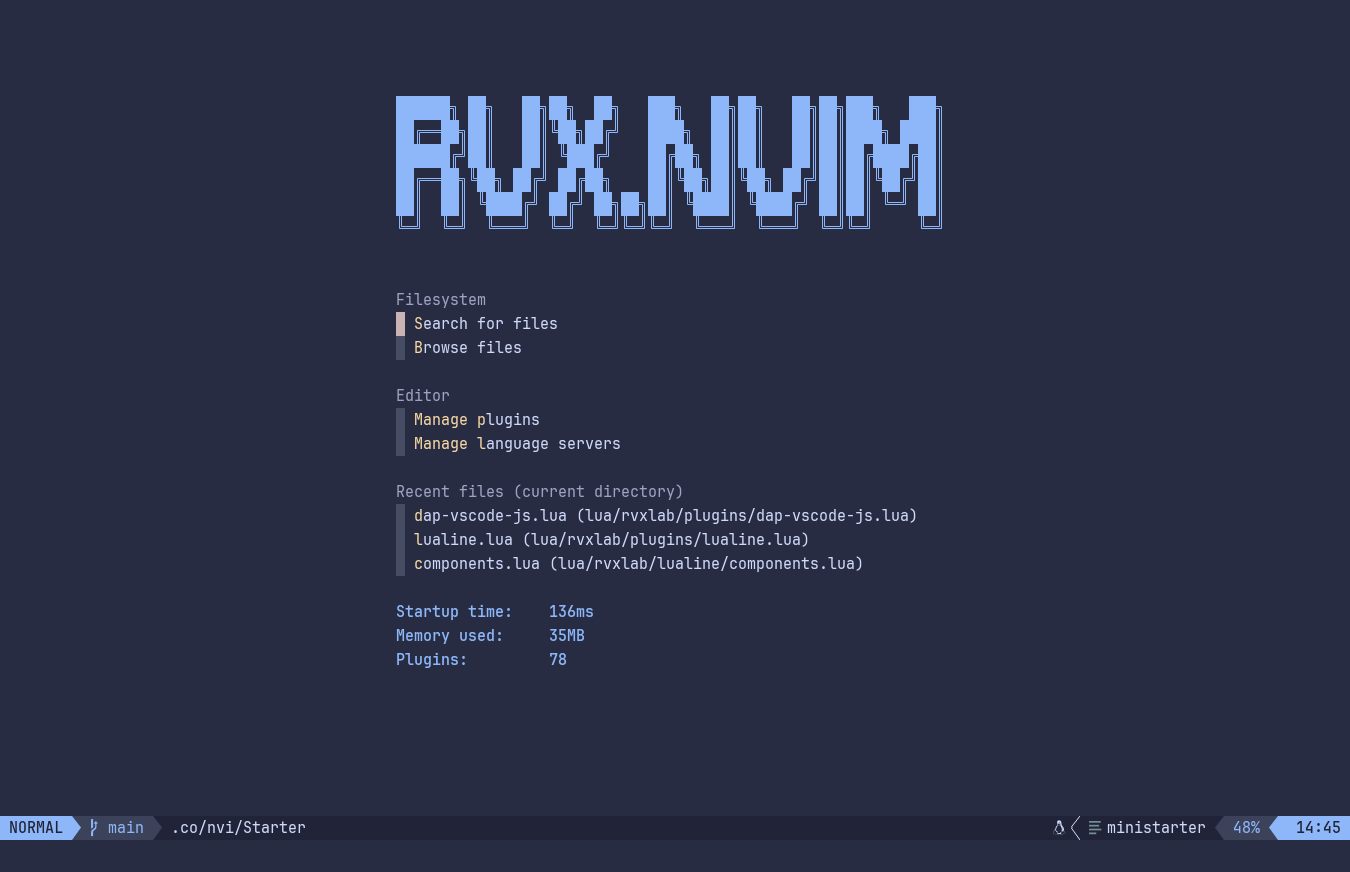 RVX.NVIM
Filesystem
Search for files
Browse files
Editor
Manage plugins
Manage language servers
Recent files (current directory)
dap-vscode-js.lua (lua/rvxlab/plugins/dap-vscode-js.lua)
lualine.lua (lua/rvxlab/plugins/lualine.lua)
components.lua (lua/rvxlab/lualine/components.lua)
Startup time: 136ms
Memory used: 35MB
Plugins: 78
NORMAL main .co/nvi/Starter ministarter 48% 14:45